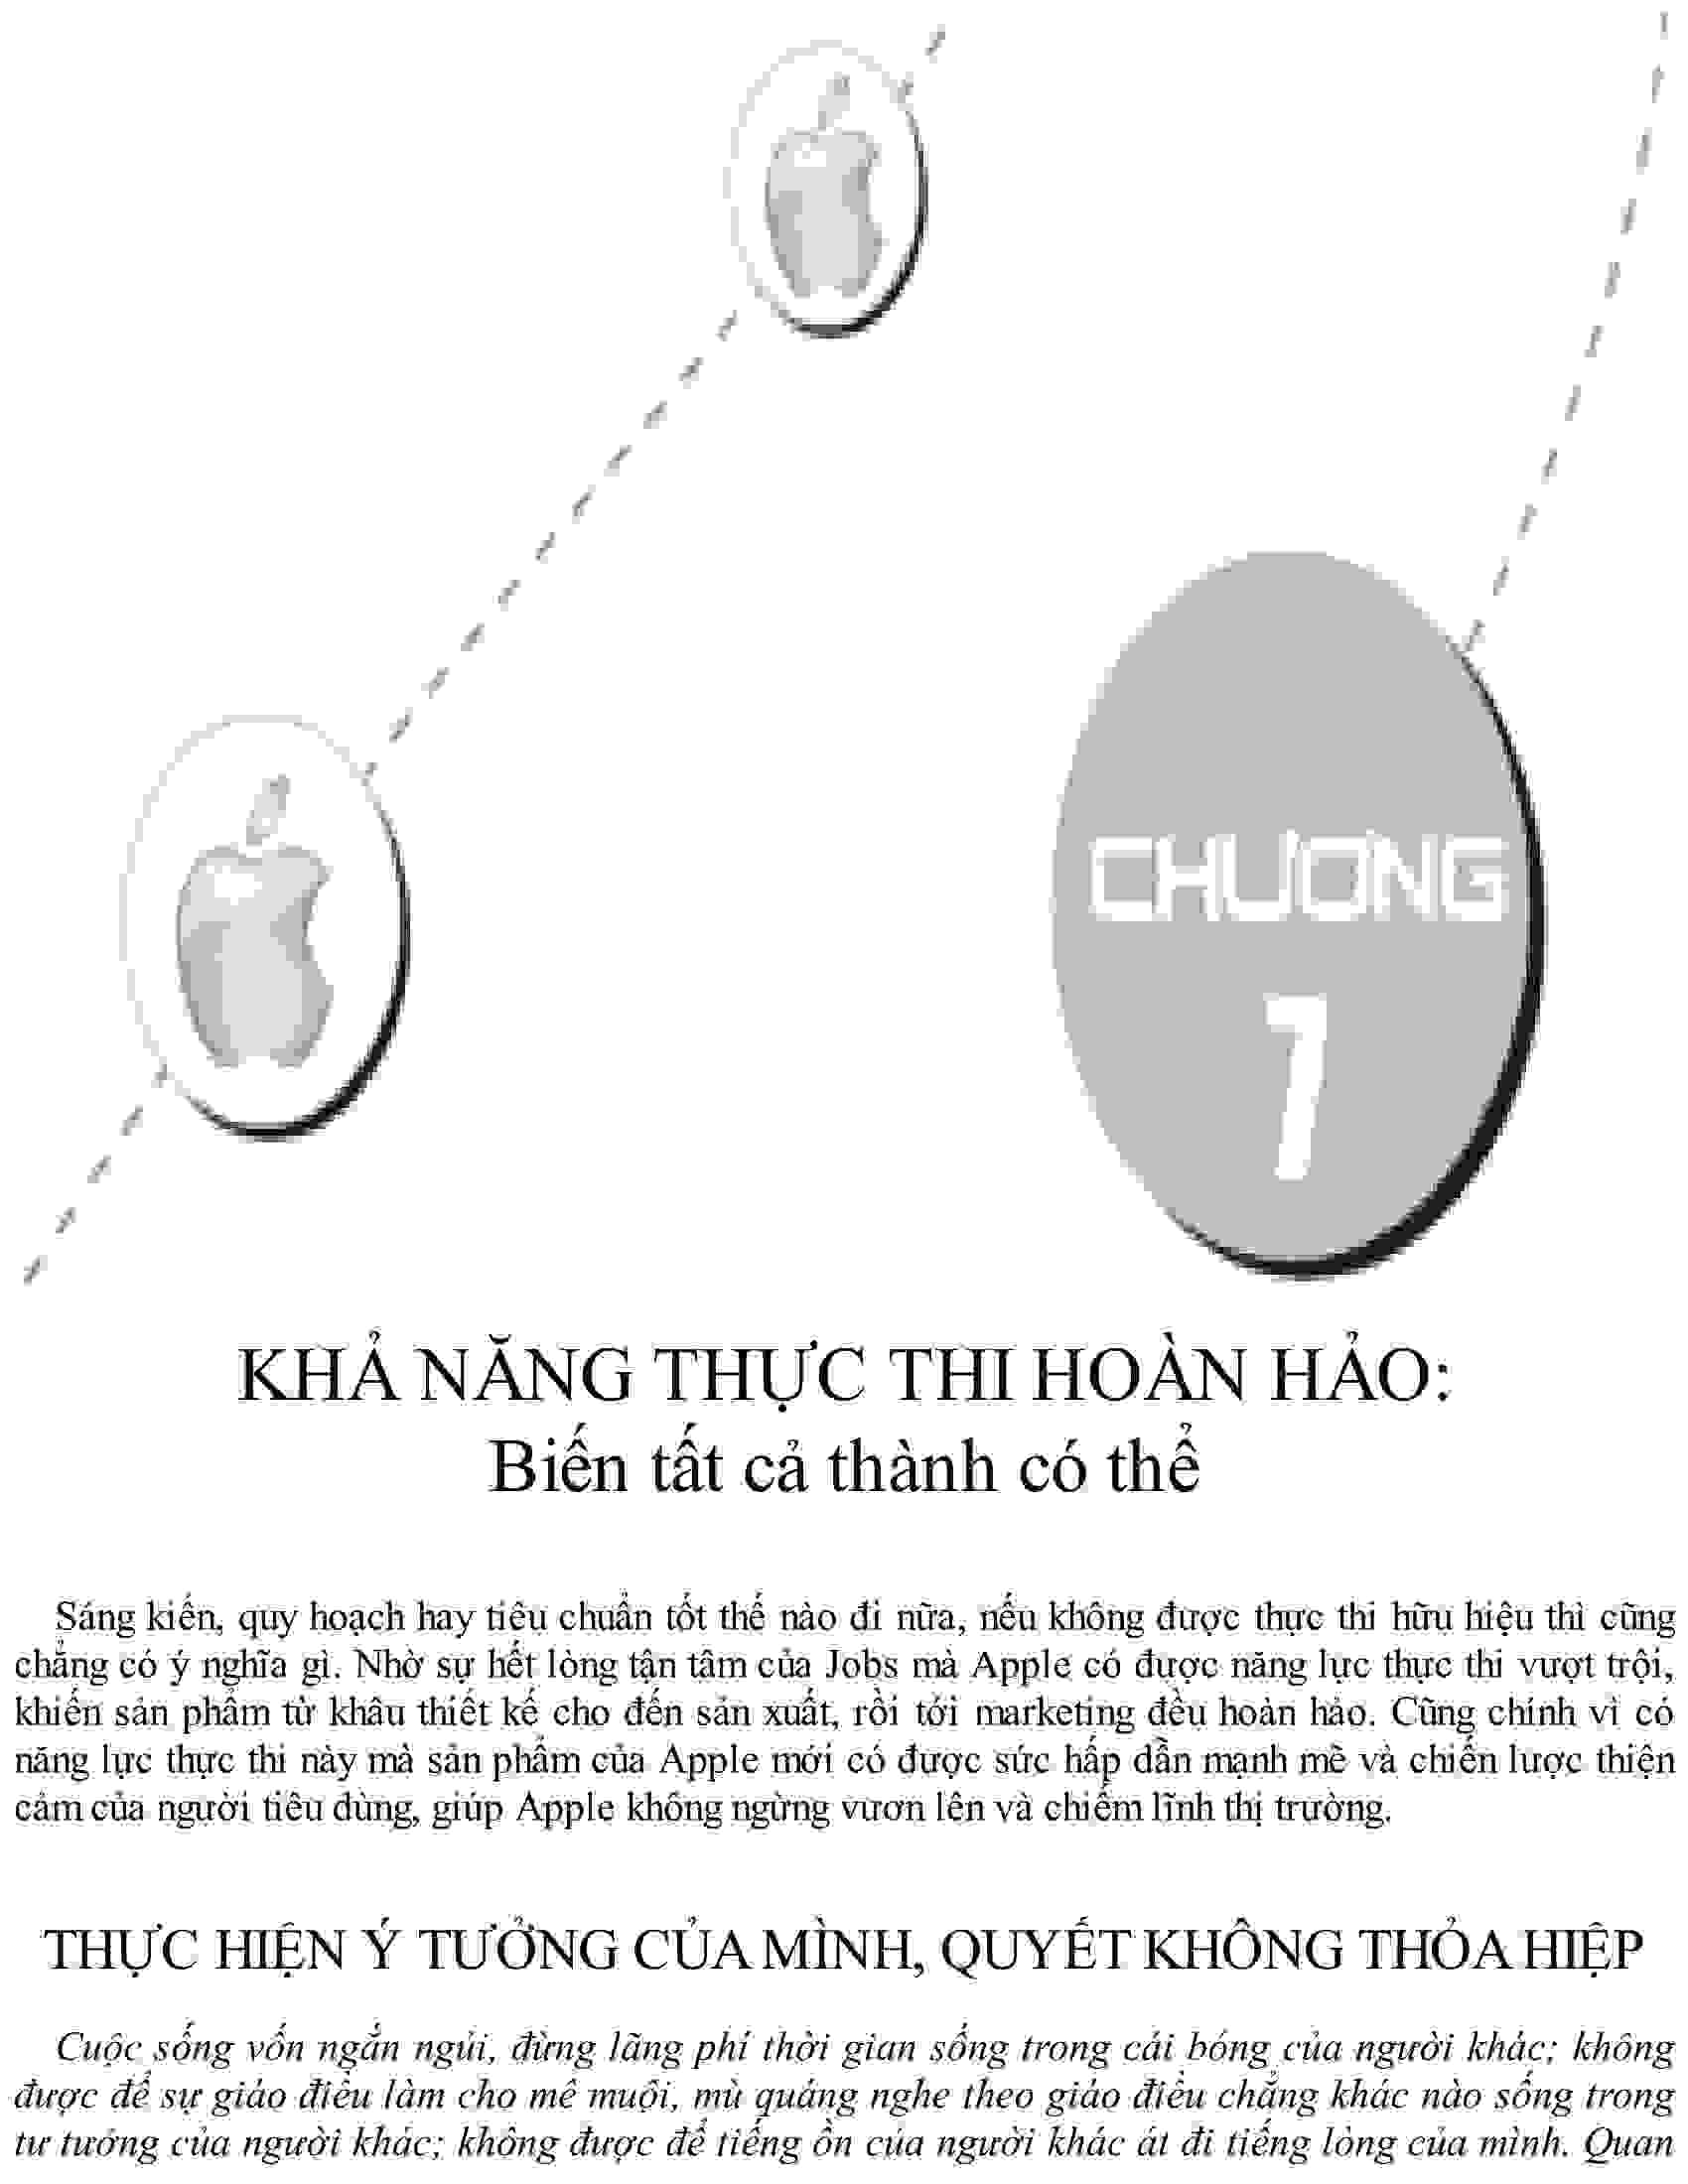 CHƯƠNG
1
KHẢ NĂNG THỰC THI HOÀN HẢO:
Biến tất cả thành có thể
Sáng kiến, quy hoạch hay tiêu chuẩn tốt thế nào đi nữa, nếu không được thực thi hữu hiệu thì cũng
chẳng có ý nghĩa gì. Nhờ sự hết lòng tận tâm của Jobs mà Apple có được năng lực thực thi vượt trội,
khiến sản phẩm từ khâu thiết kế cho đến sản xuất, rồi tới marketing đều hoàn hảo. Cũng chính vì có
năng lực thực thi này mà sản phẩm của Apple mới có được sức hấp dẫn mạnh mẽ và chiến lược thiện
cảm của người tiêu dùng, giúp Apple không ngừng vươn lên và chiếm lĩnh thị trường.
THỰC HIỆN Ý TƯỞNG CỦA MÌNH, QUYẾT KHÔNG THỎA HIỆP
Cuộc sống vốn ngắn ngủi, đừng lãng phí thời gian sống trong cái bóng của người khác; không
được để sự giáo điều làm cho mê muội, mù quáng nghe theo giáo điều chẳng khác nào sống trong
tư tưởng của người khác; không được để tiếng ồn của người khác át đi tiếng lòng của mình. Quan